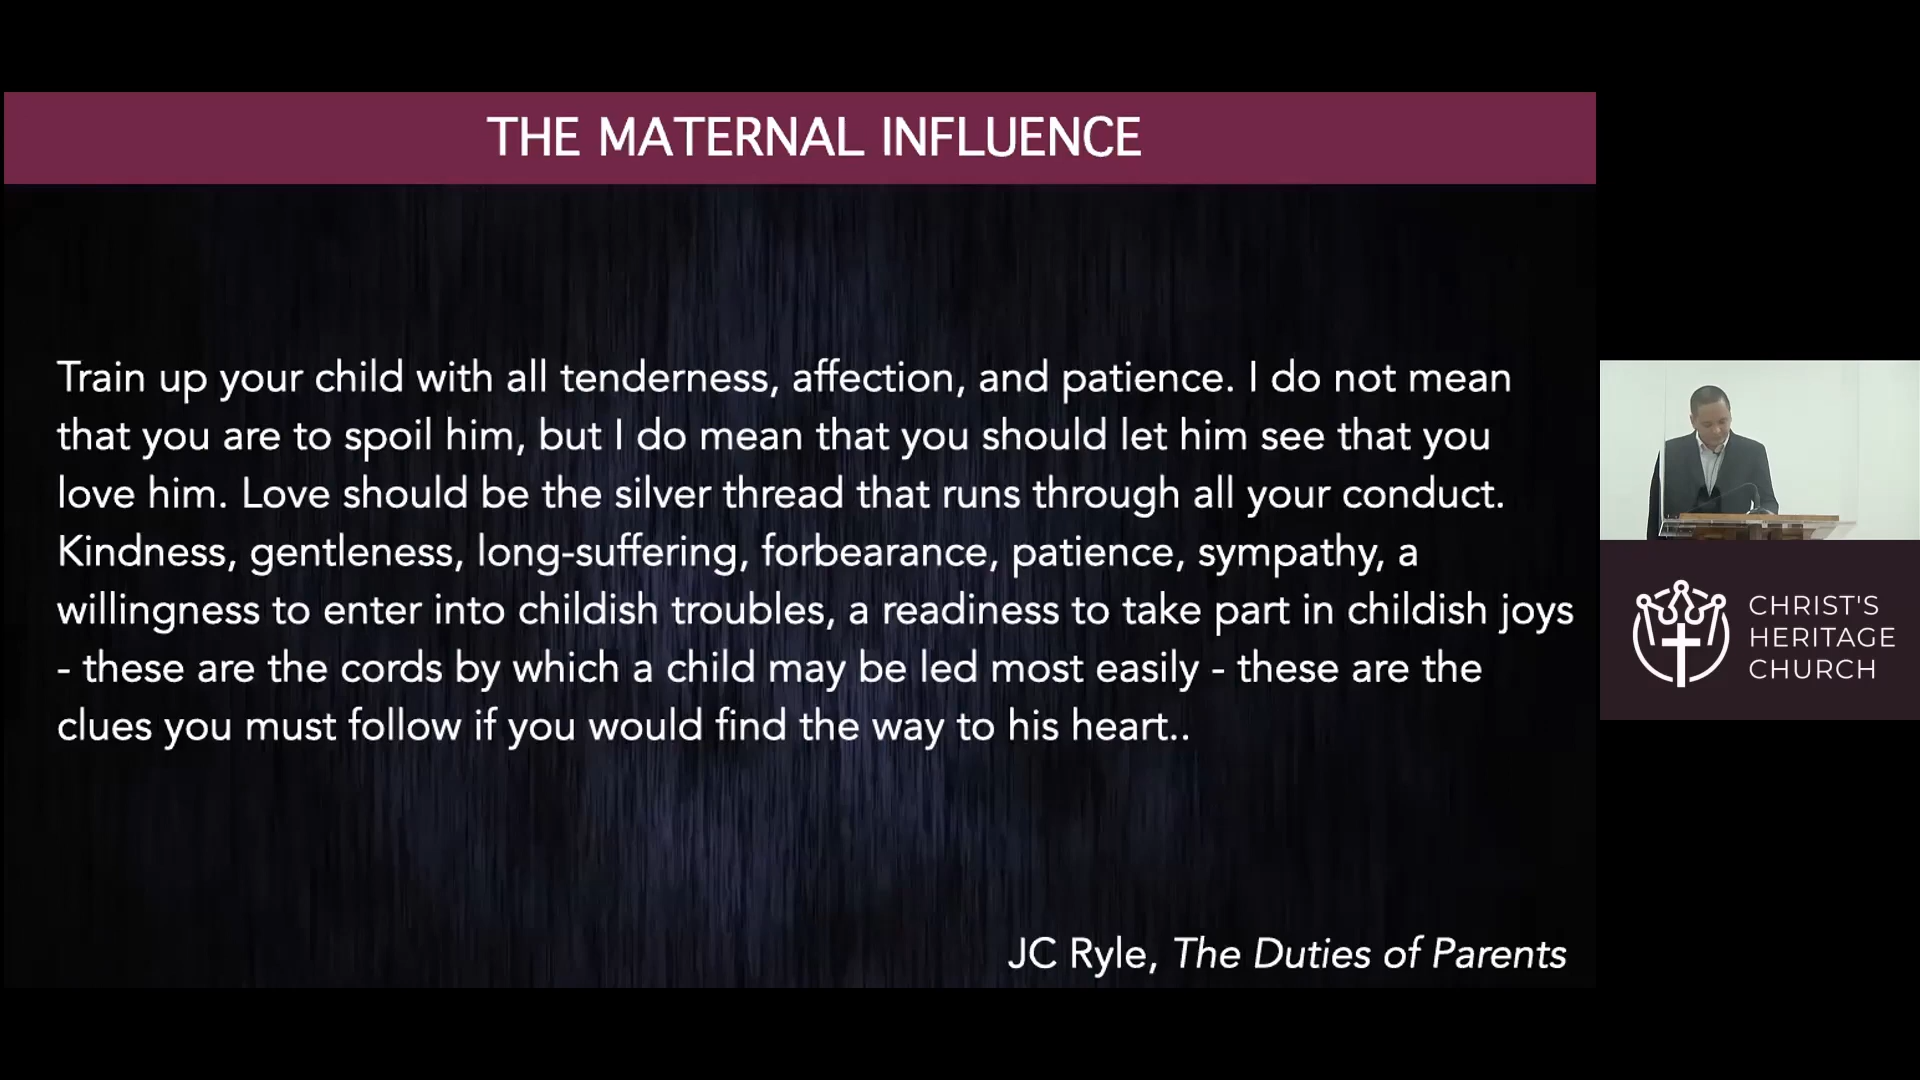 THE MATERNAL INFLUENCE
Train up your child with all tenderness, affection, and patience. I do not mean
that you are to spoil him, but I do mean that you should let him see that you
love him. Love should be the silver thread that runs through all your conduct.
Kindness, gentleness, long-suffering, forbearance, patience, sympathy, a
willingness to enter into childish troubles, a readiness to take part in childish joys
- these are the cords by which a child may be led most easily - these are the
clues you must follow if you would find the way to his heart..
JC Ryle, The Duties of Parents
CHRIST'S
HERITAGE
CHURCH